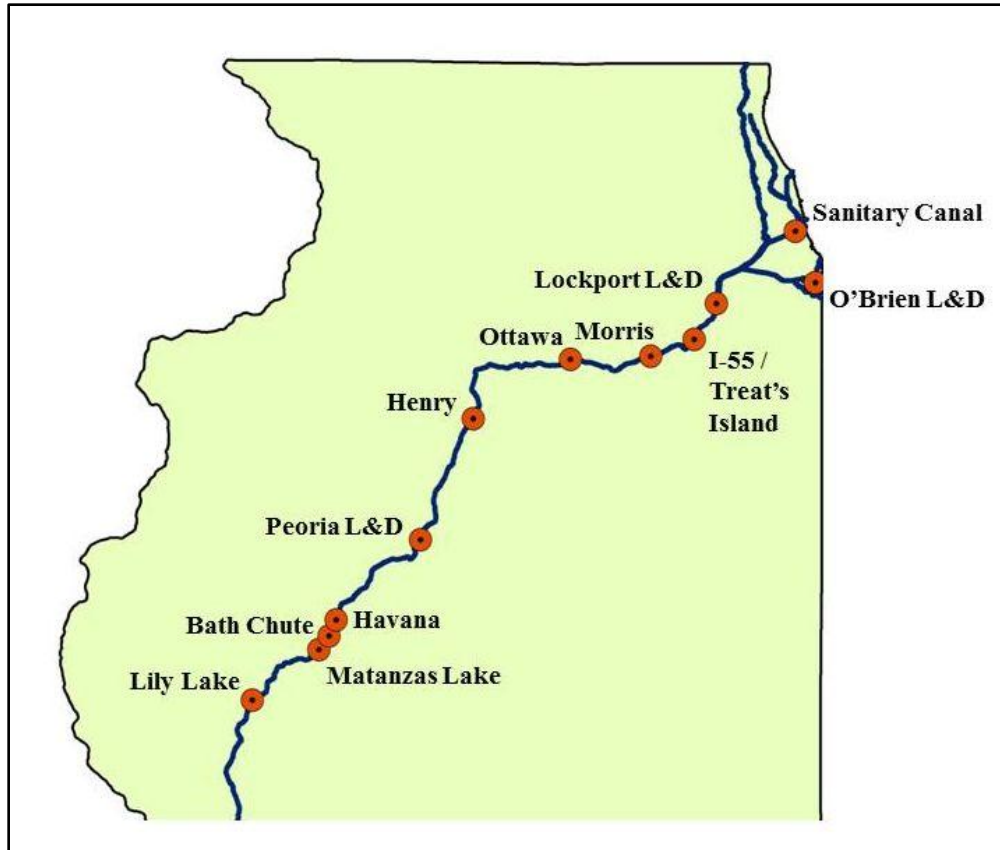 Sanitary Canal
Lockport L&D
O'Brien L&D
Ottawa
Morris
I-55 /
Treat's
Island
Henry
Peoria L&D
Havana
Bath Chute
Matanzas Lake
Lily Lake